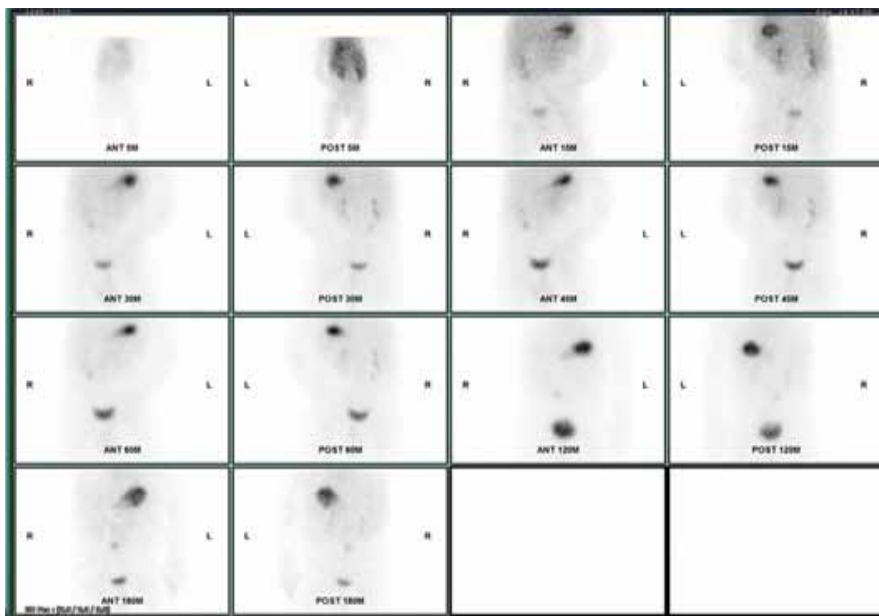 R L L R R L L R
ANT 5M POST 5M ANT 15M POST 15M
R L L R R L L R
ANT 30M POST 30M ANT 45M POST 45M
R L L R R L L R
ANT 60M POST 60M ANT 120M POST 120M
R L L R
ANT 180M POST 180M